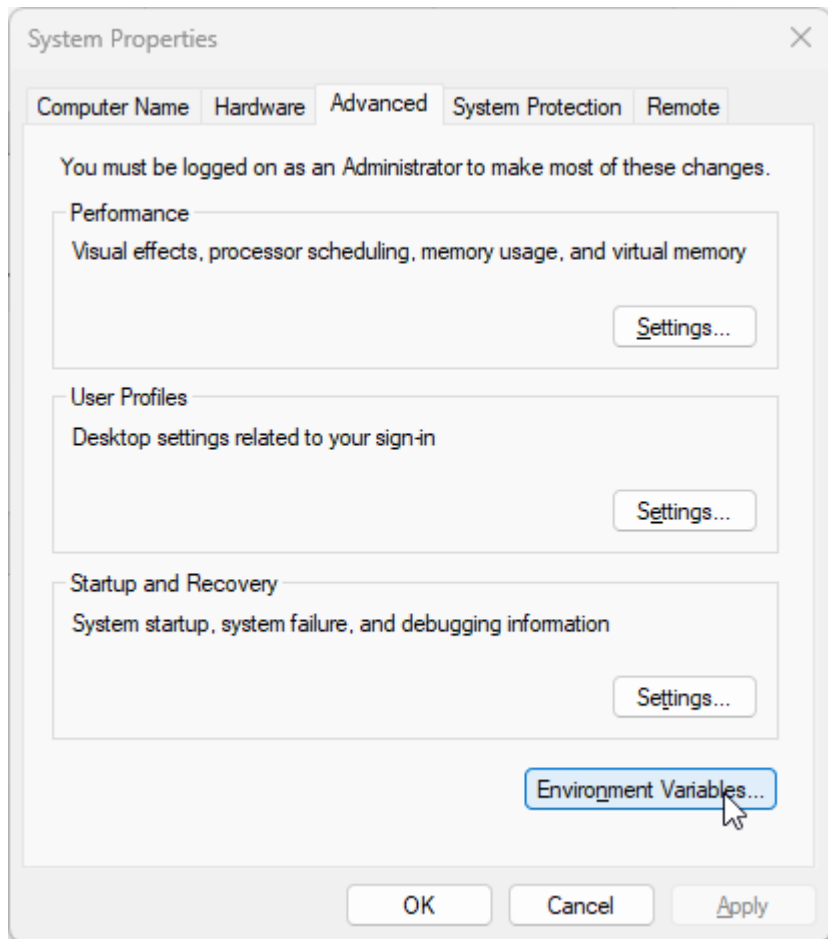 System Properties
Computer Name Hardware Advanced System Protection Remote
You must be logged on as an Administrator to make most of these changes.
Performance
Visual effects, processor scheduling, memory usage, and virtual memory
Settings...
User Profiles
Desktop settings related to your sign-in
Settings...
Startup and Recovery
System startup, system failure, and debugging information
Settings...
Environment Variables...
OK Cancel Apply